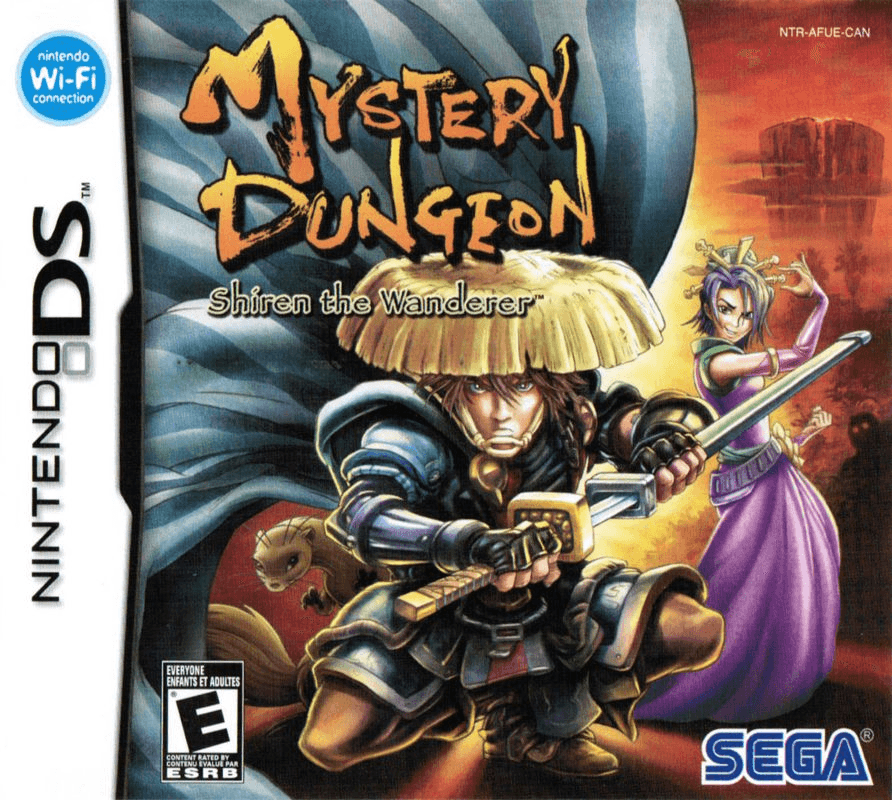 NTR-AFUE-CAN
nintendo
Wi-Fi
connection
MYSTERY
DUNGEON
Shiren the Wanderer™
NINTENDO DS™
EVERYONE
ENFANTS ET ADULTES
E
®
CONTENT RATED BY
CONTENU EVALUÉ PAR
ESRB
SEGA®